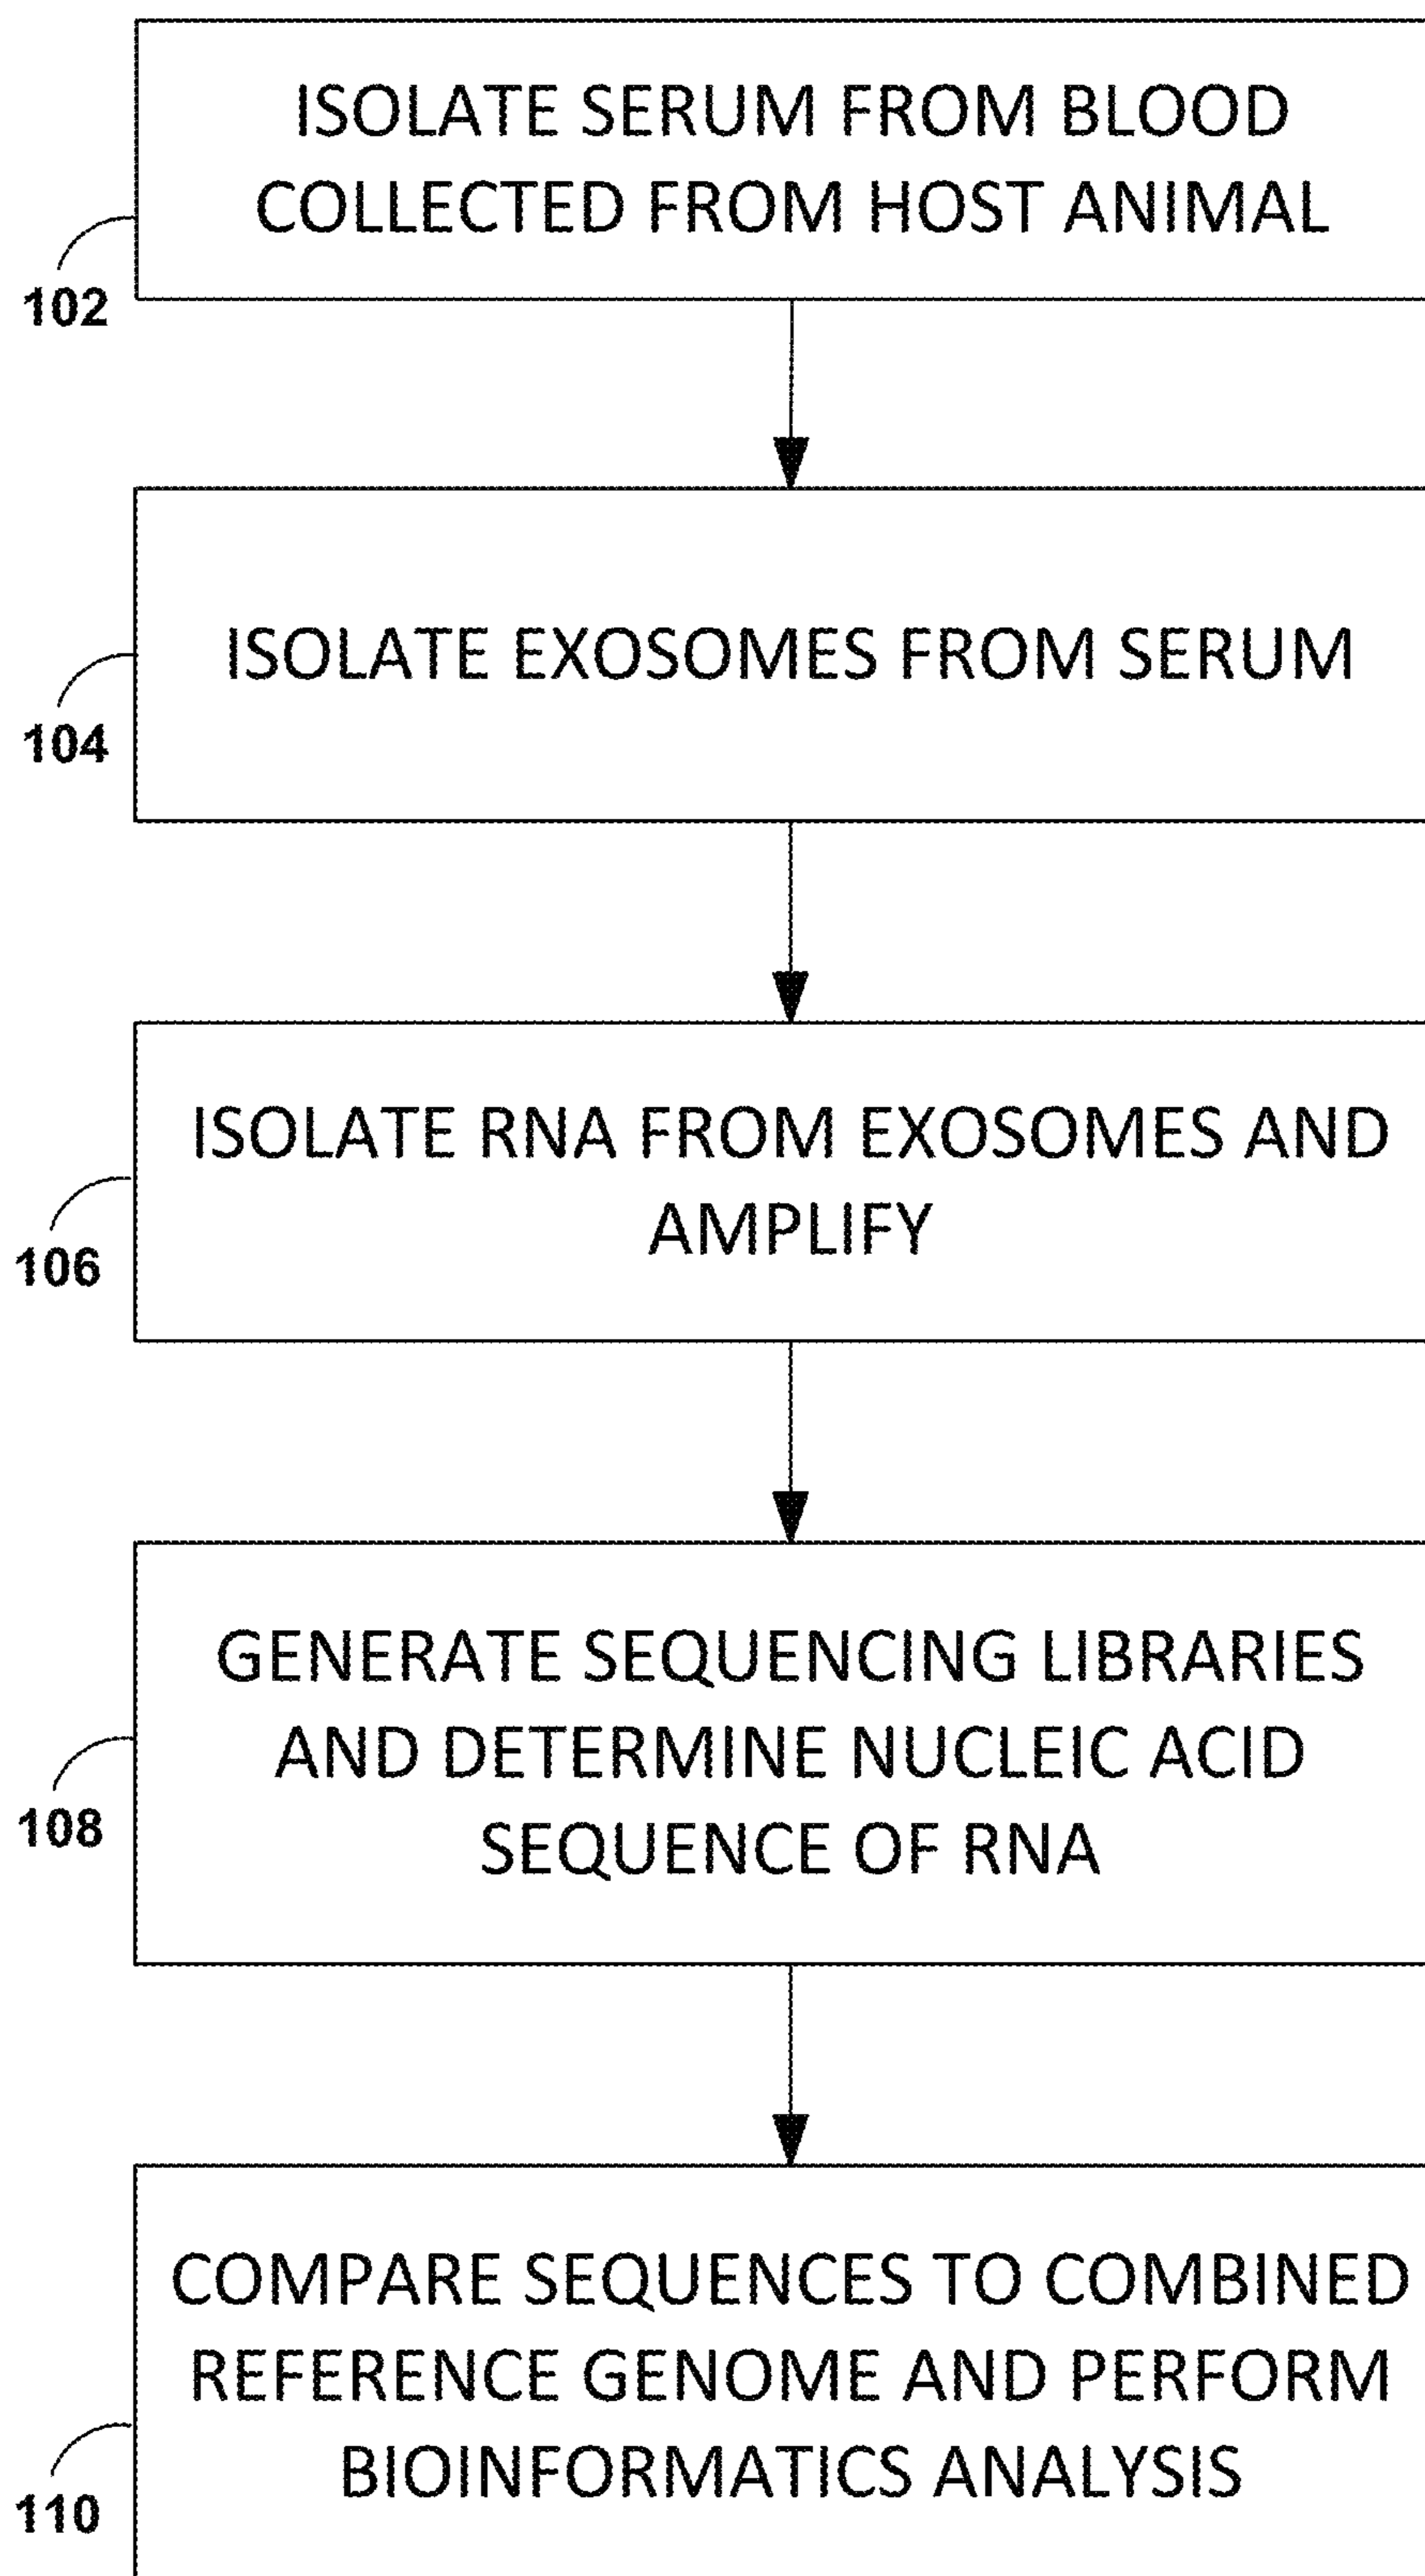 ISOLATE SERUM FROM BLOOD
COLLECTED FROM HOST ANIMAL
102
ISOLATE EXOSOMES FROM SERUM
104
ISOLATE RNA FROM EXOSOMES AND
AMPLIFY
106
GENERATE SEQUENCING LIBRARIES
AND DETERMINE NUCLEIC ACID
SEQUENCE OF RNA
108
COMPARE SEQUENCES TO COMBINED
REFERENCE GENOME AND PERFORM
BIOINFORMATICS ANALYSIS
110